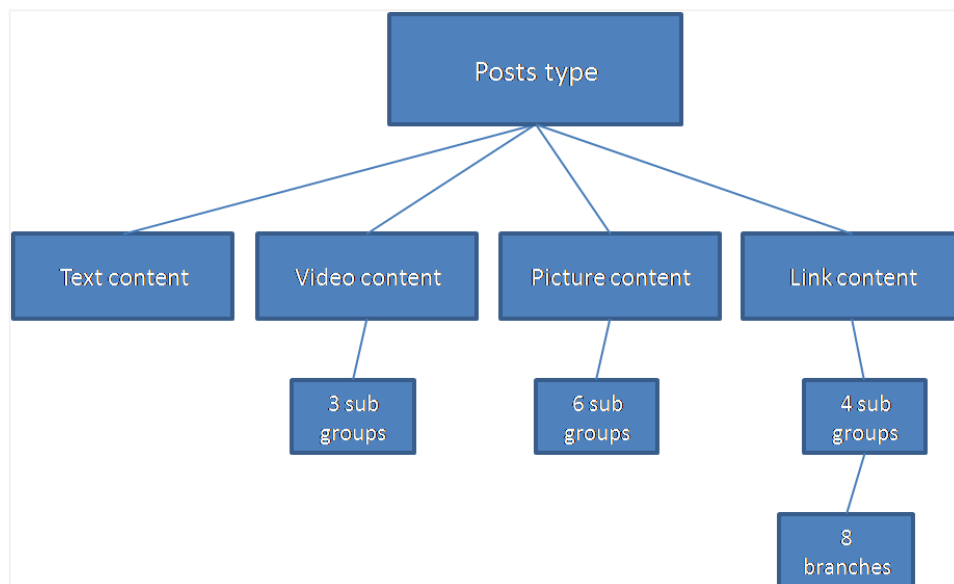 Posts type
Text content
Video content
Picture content
Link content
3 sub
groups
6 sub
groups
4 sub
groups
8
branches